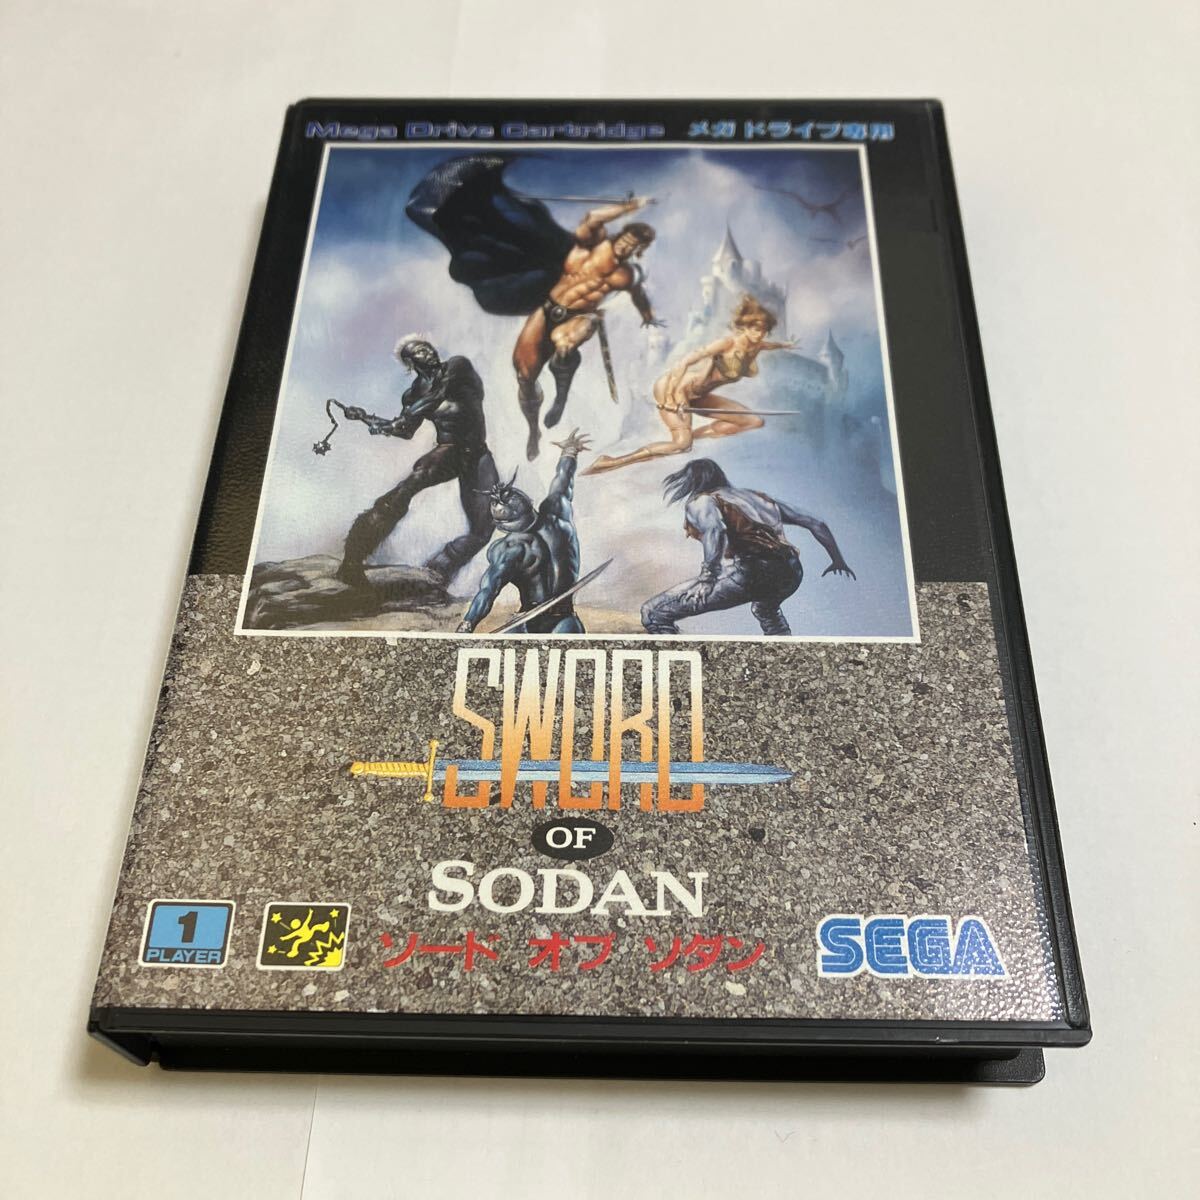 Mega Drive Cartridge メガドライブ専用
SWORD
OF
SODAN
ソード オブ ソダン
1
PLAYER
SEGA